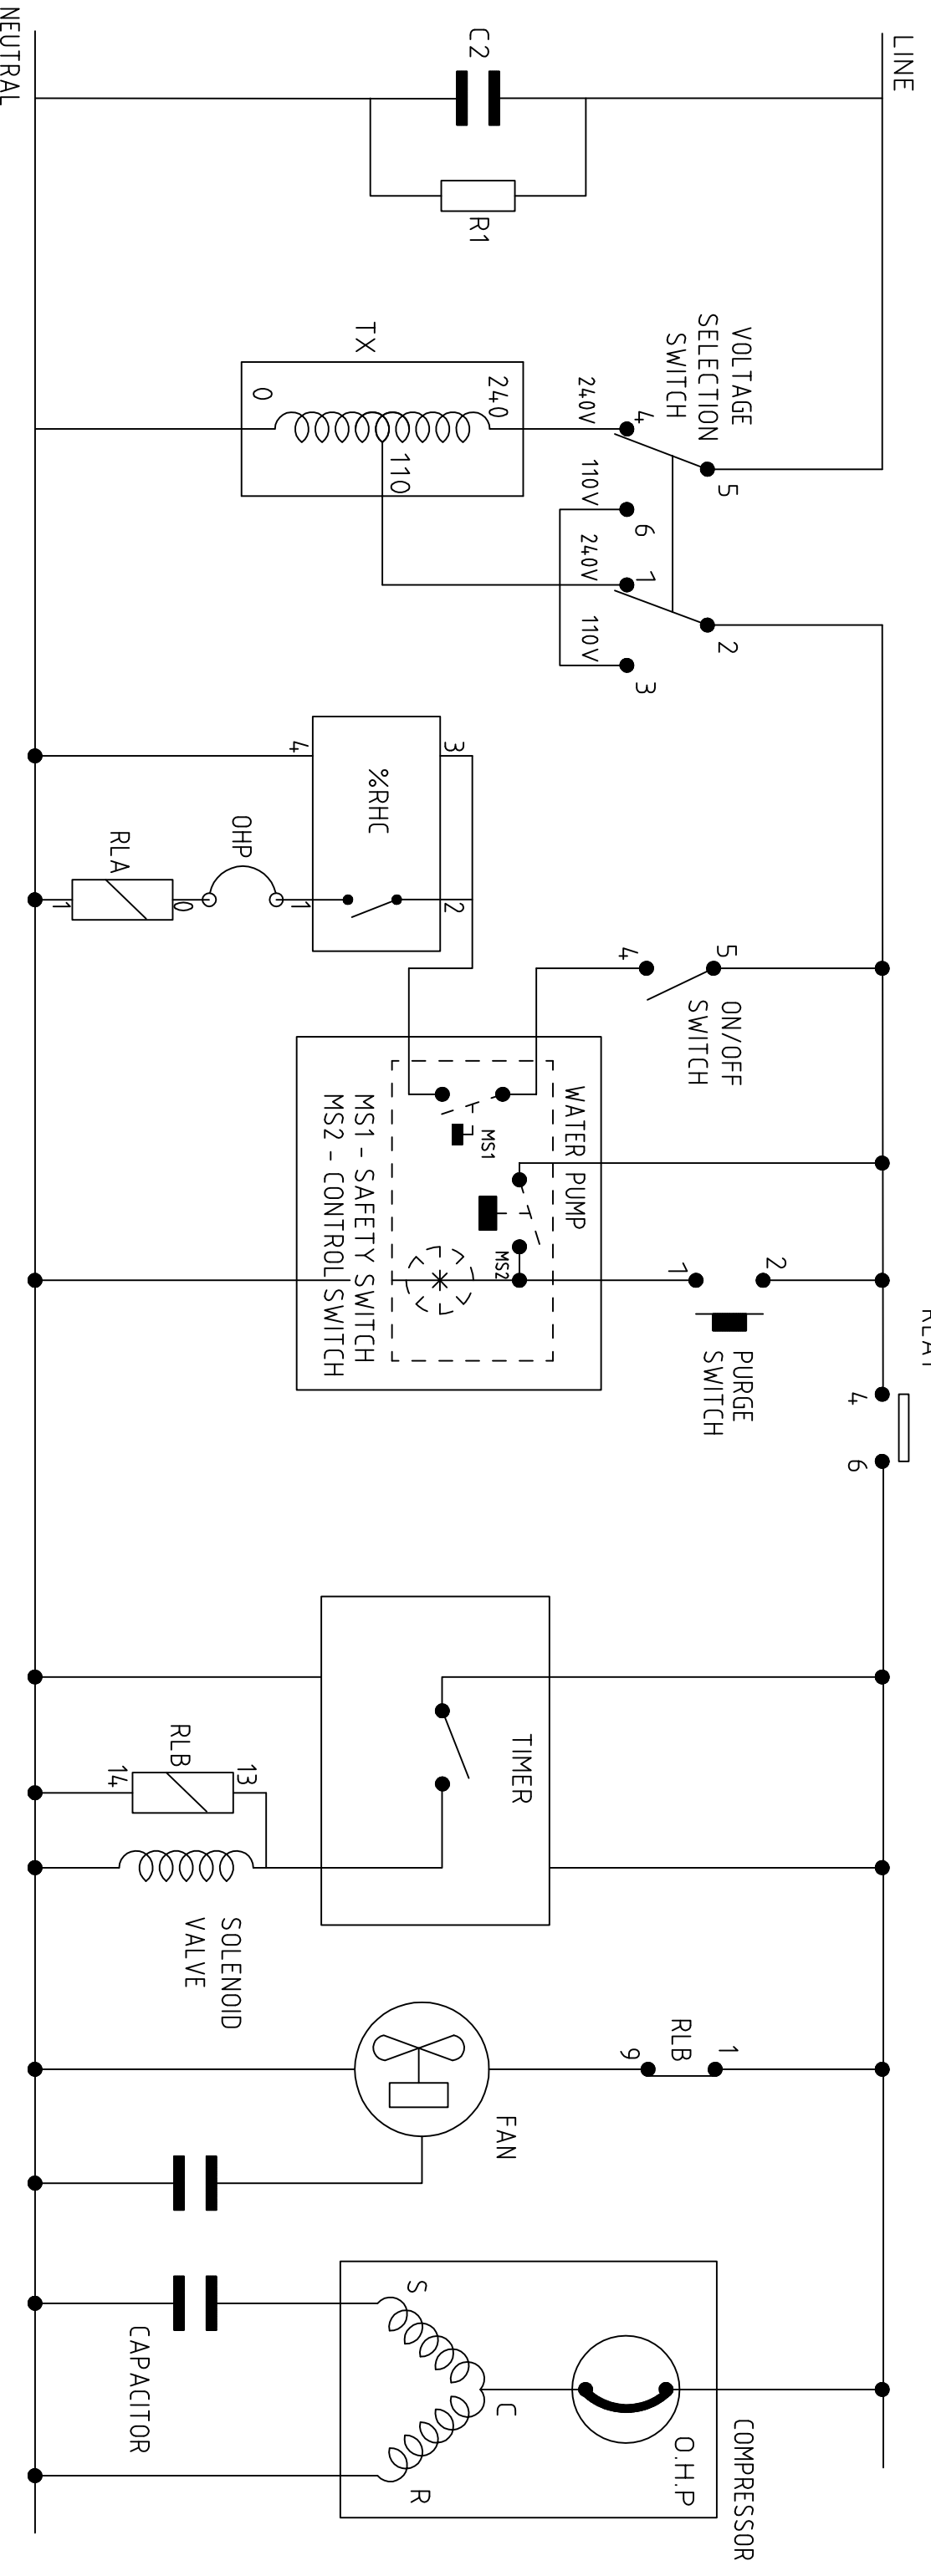 LINE
NEUTRAL
C2
R1
VOLTAGE
SELECTION
SWITCH
TX
0
240
110
240V
4
5
110V
6
240V
1
110V
2
3
%RHC
3
4
2
1
OHP
RLA
0
1
ON/OFF
SWITCH
5
4
WATER PUMP
MS1
MS2
MS1 - SAFETY SWITCH
MS2 - CONTROL SWITCH
2
1
PURGE
SWITCH
4
6
TIMER
RLB
13
14
SOLENOID
VALVE
RLB
1
9
FAN
CAPACITOR
COMPRESSOR
O.H.P
S
C
R